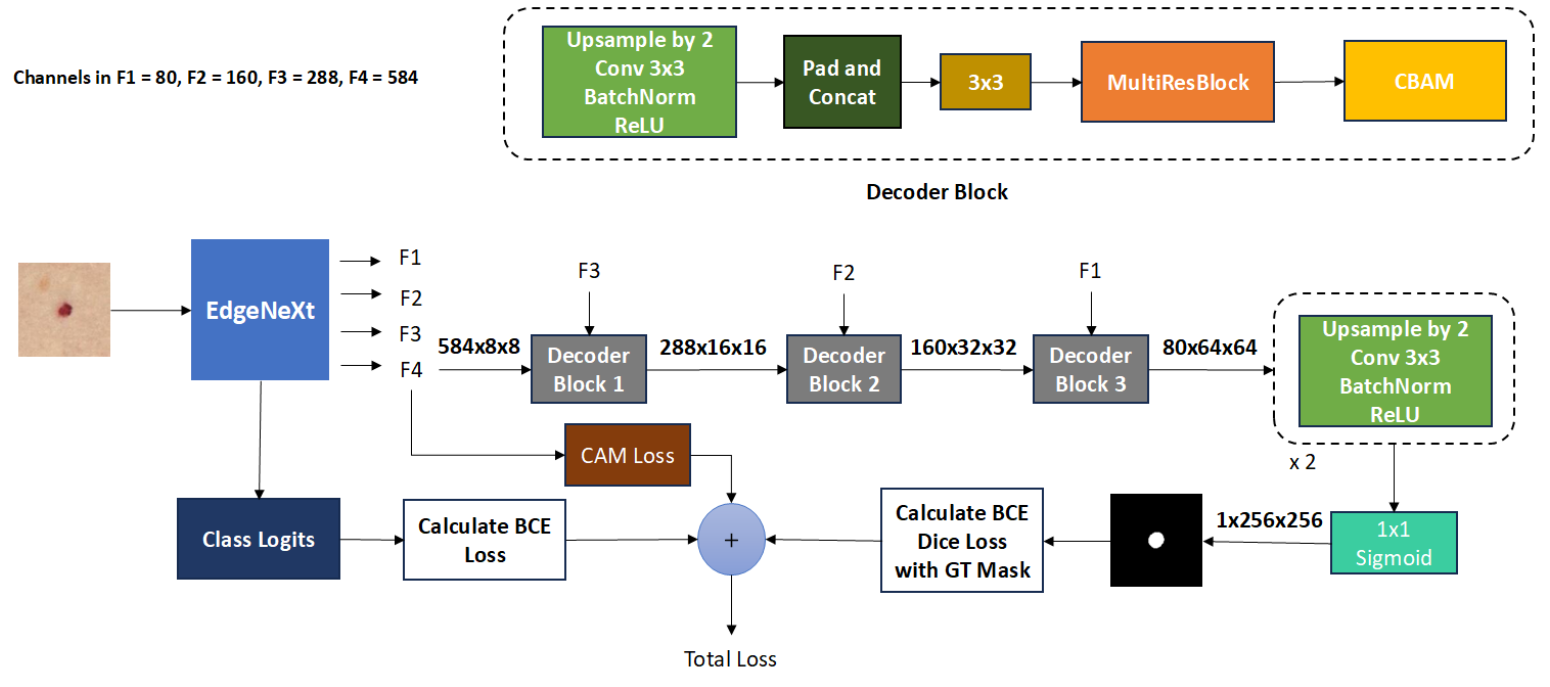 Upsample by 2
Conv 3x3
BatchNorm
ReLU
Pad and
Concat
3x3
MultiResBlock
CBAM
Channels in F1 = 80, F2 = 160, F3 = 288, F4 = 584
Decoder Block
EdgeNeXt
F1
F2
F3
F4
584x8x8
F3
Decoder
Block 1
288x16x16
F2
Decoder
Block 2
160x32x32
F1
Decoder
Block 3
80x64x64
Upsample by 2
Conv 3x3
BatchNorm
ReLU
x 2
CAM Loss
Class Logits
Calculate BCE
Loss
+
Calculate BCE
Dice Loss
with GT Mask
1x256x256
1x1
Sigmoid
Total Loss